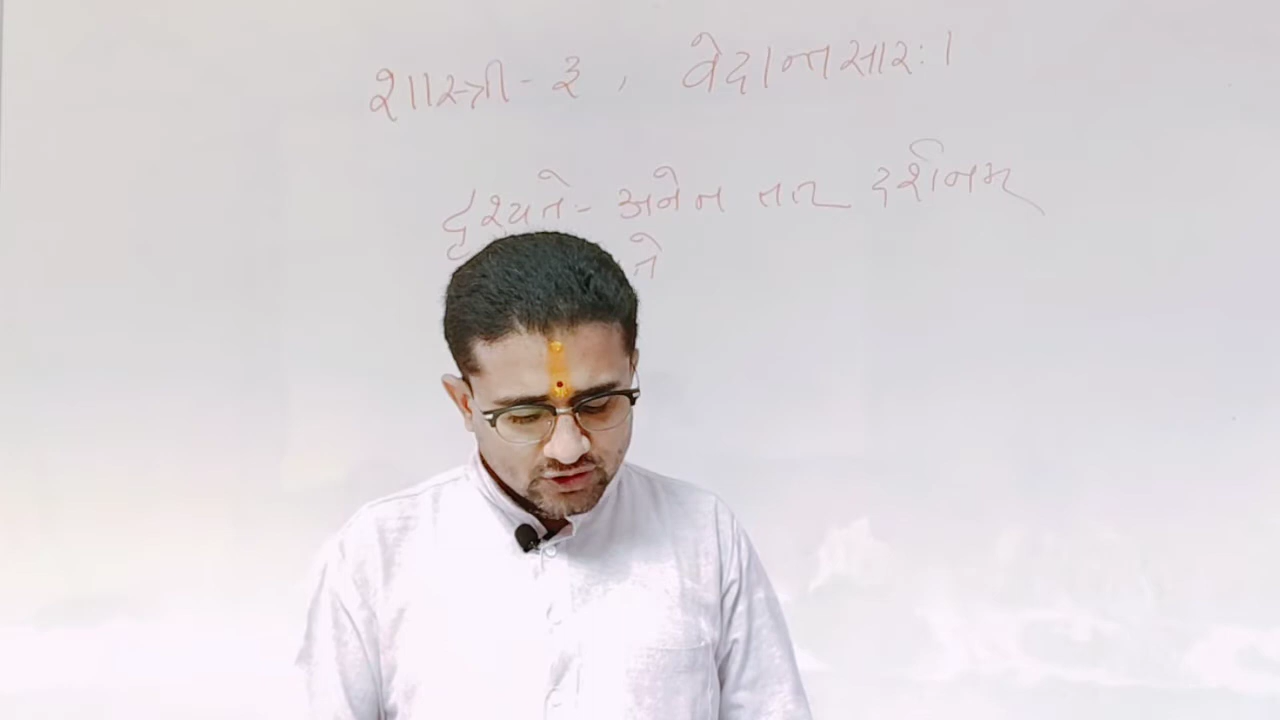 शास्त्री - ३ , वेदान्तसारः ।
दृश्यते - अनेन तत् दर्शनम्
ते